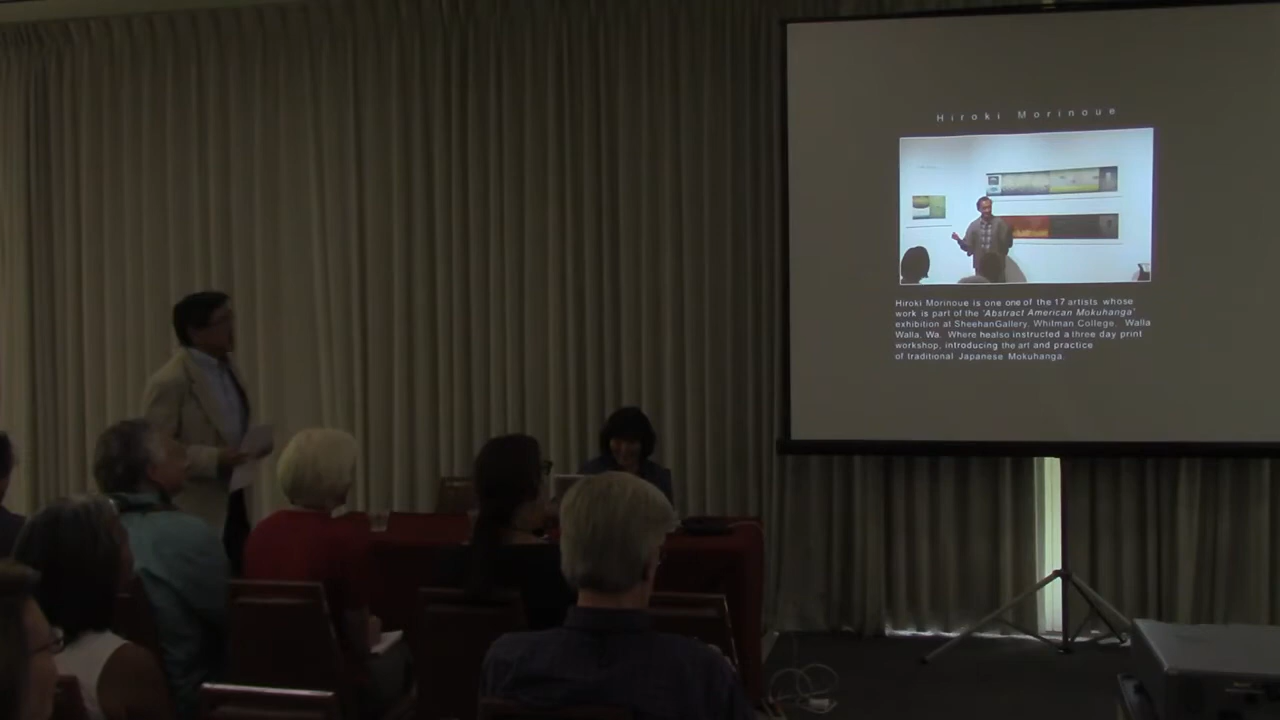 Hiroki Morinoue
Hiroki Morinoue is one one of the 17 artists whose
work is part of the 'Abstract American Mokuhanga'
exhibition at SheehanGallery, Whitman College, Walla
Walla, Wa. Where healso instructed a three day print
workshop, introducing the art and practice
of traditional Japanese Mokuhanga.